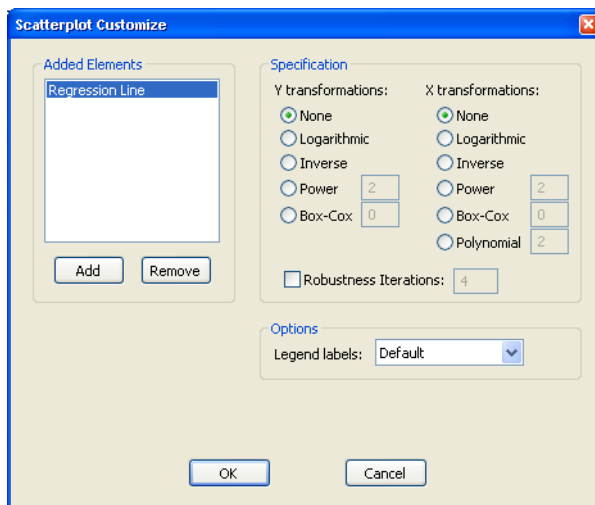 Scatterplot Customize
Added Elements
Regression Line
Add
Remove
Specification
Y transformations:
None
Logarithmic
Inverse
Power 2
Box-Cox 0
X transformations:
None
Logarithmic
Inverse
Power 2
Box-Cox 0
Polynomial 2
Robustness Iterations: 4
Options
Legend labels: Default
OK
Cancel